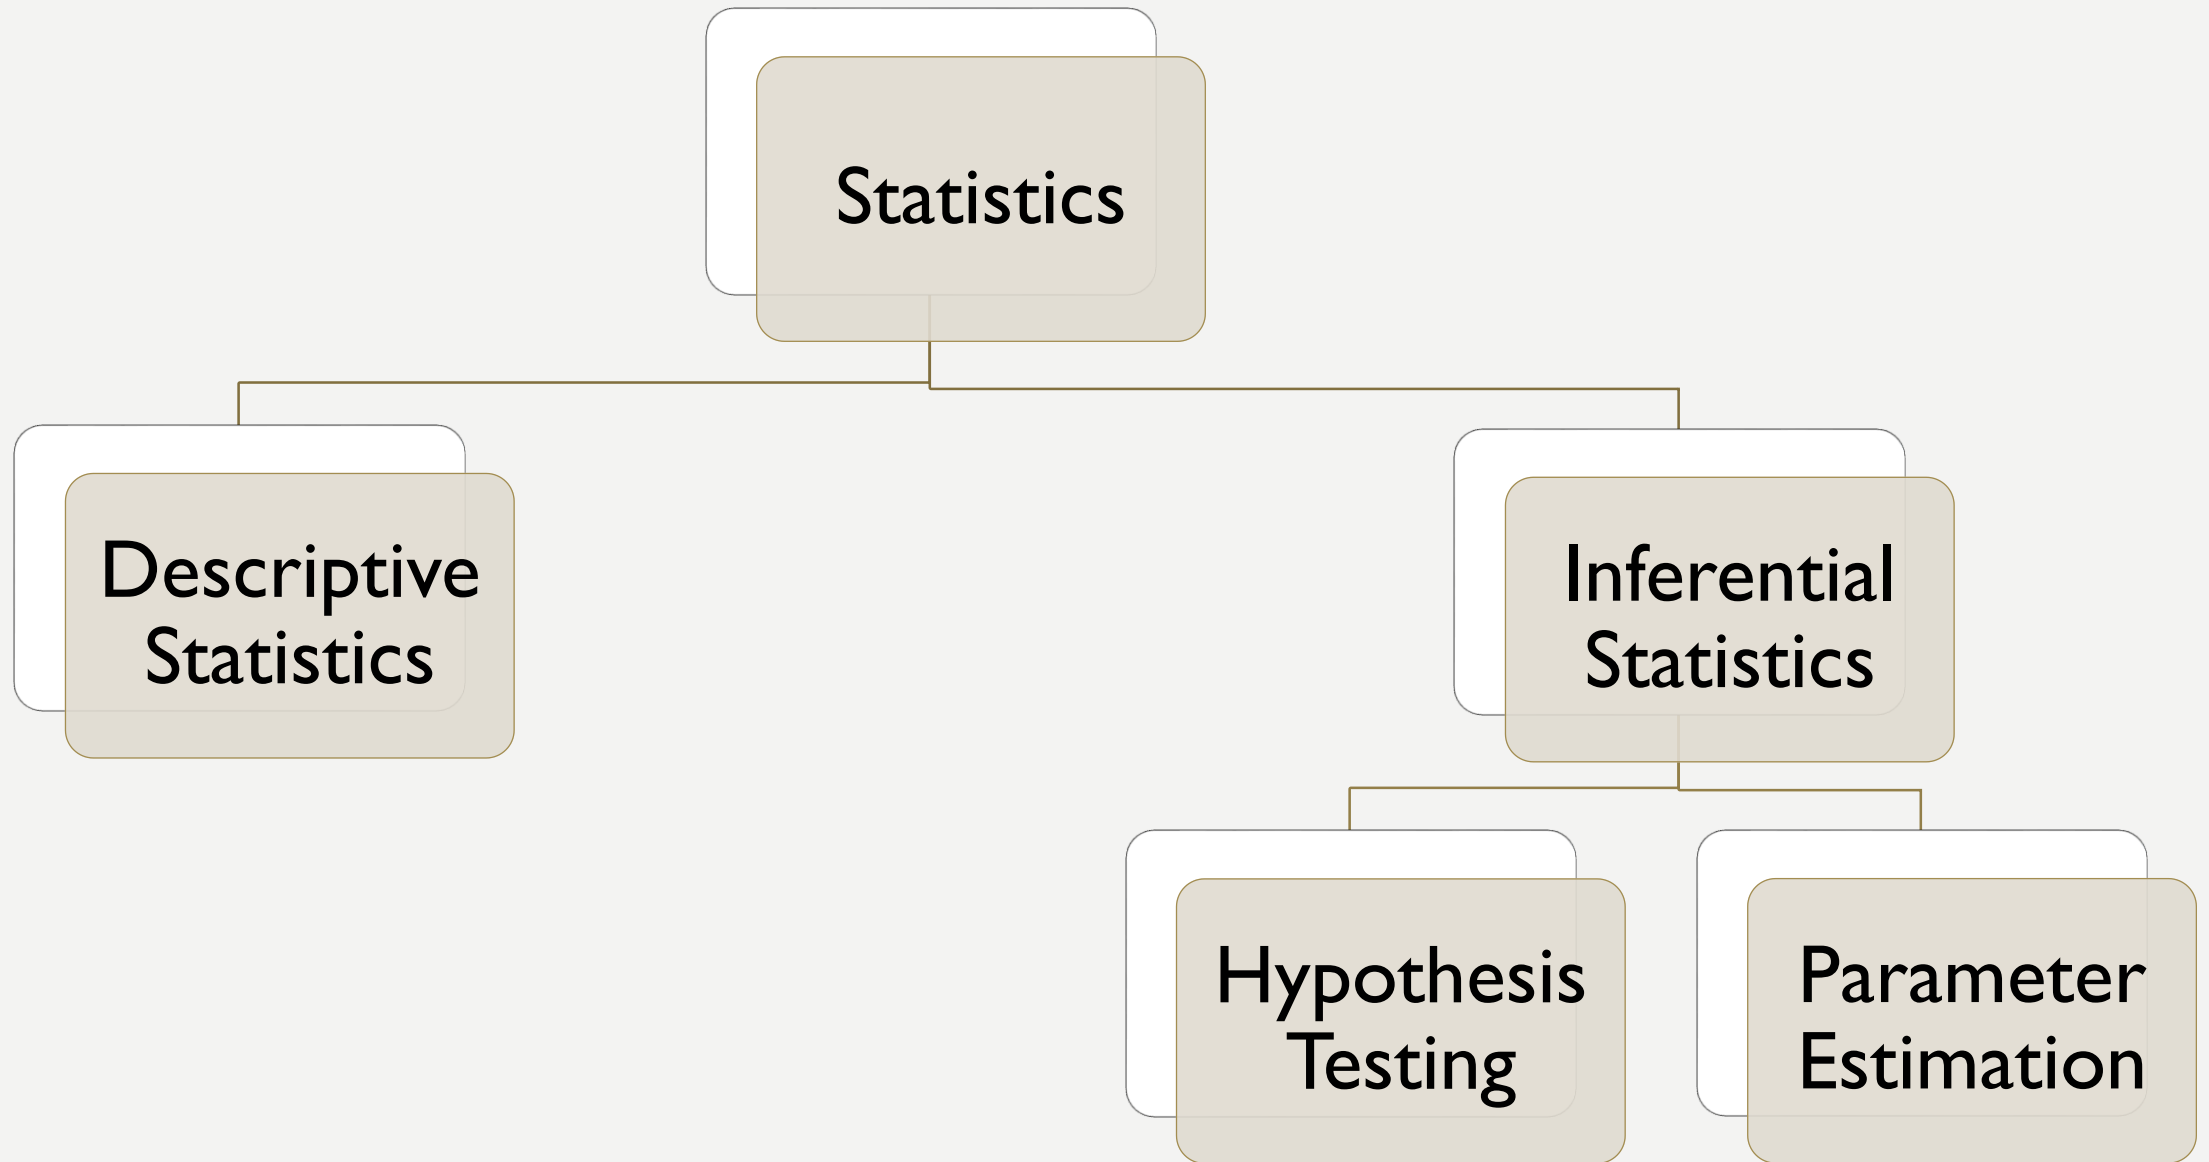 Statistics
Descriptive
Statistics
Inferential
Statistics
Hypothesis
Testing
Parameter
Estimation